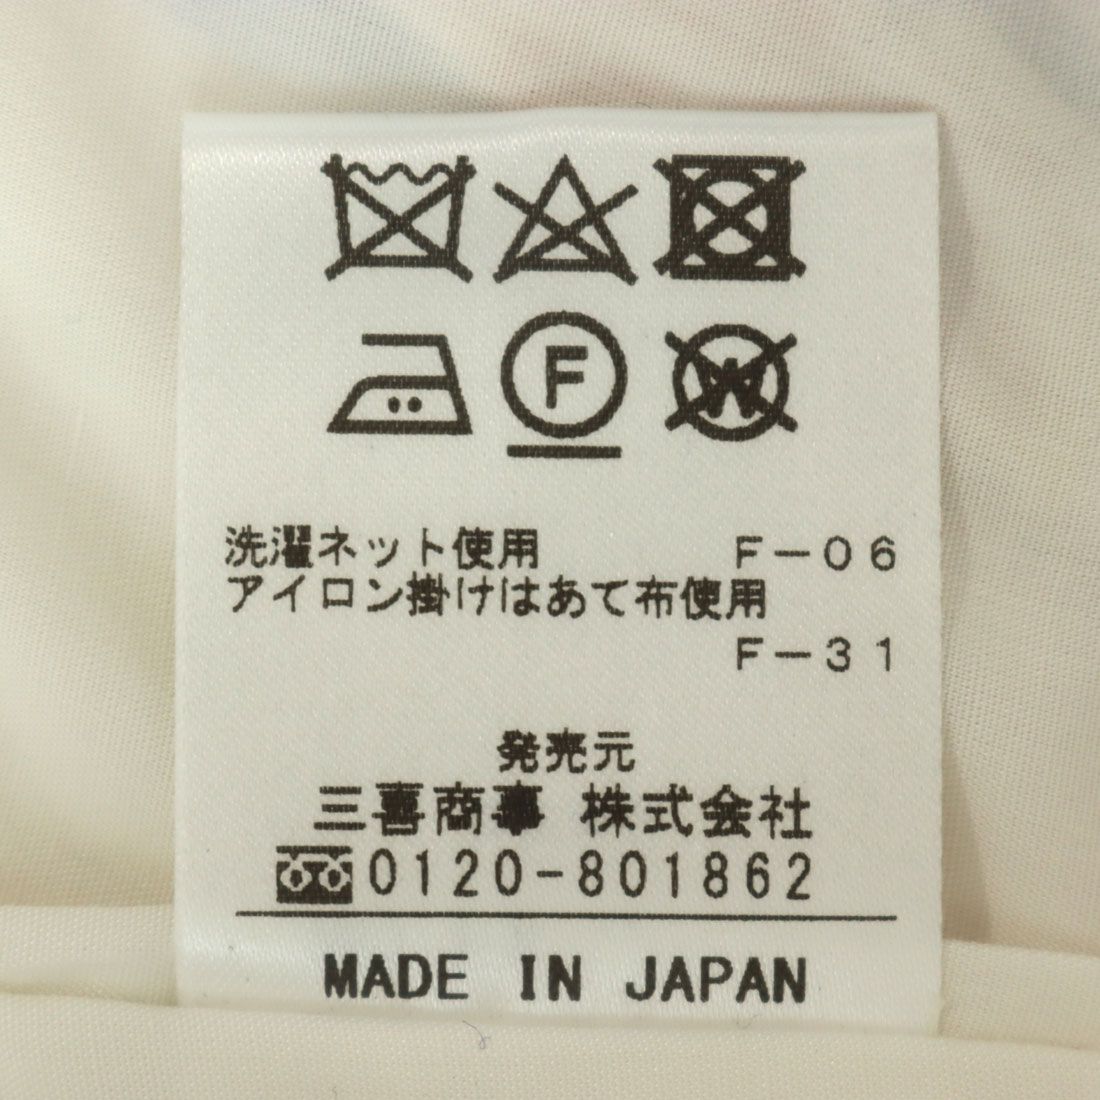 F
W
洗濯ネット使用 F-06
アイロン掛けはあて布使用
F-31
発売元
三喜商事 株式会社
0120-801862
MADE IN JAPAN